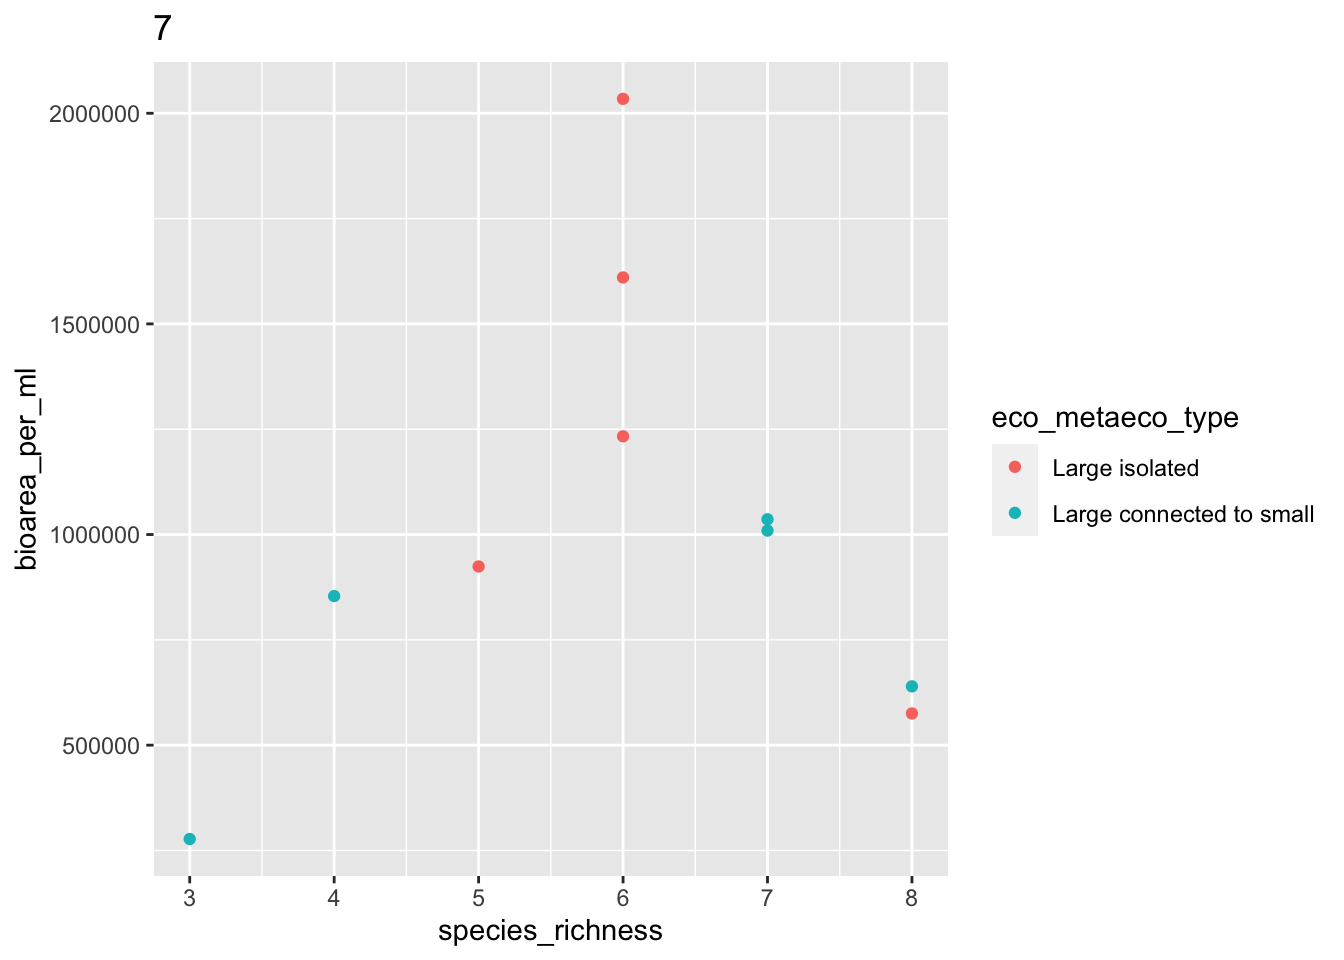 7
2000000
1500000
1000000
500000
bioarea_per_ml
3 4 5 6 7 8
species_richness
eco_metaeco_type
Large isolated
Large connected to small